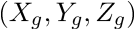 (X_g, Y_g, Z_g)